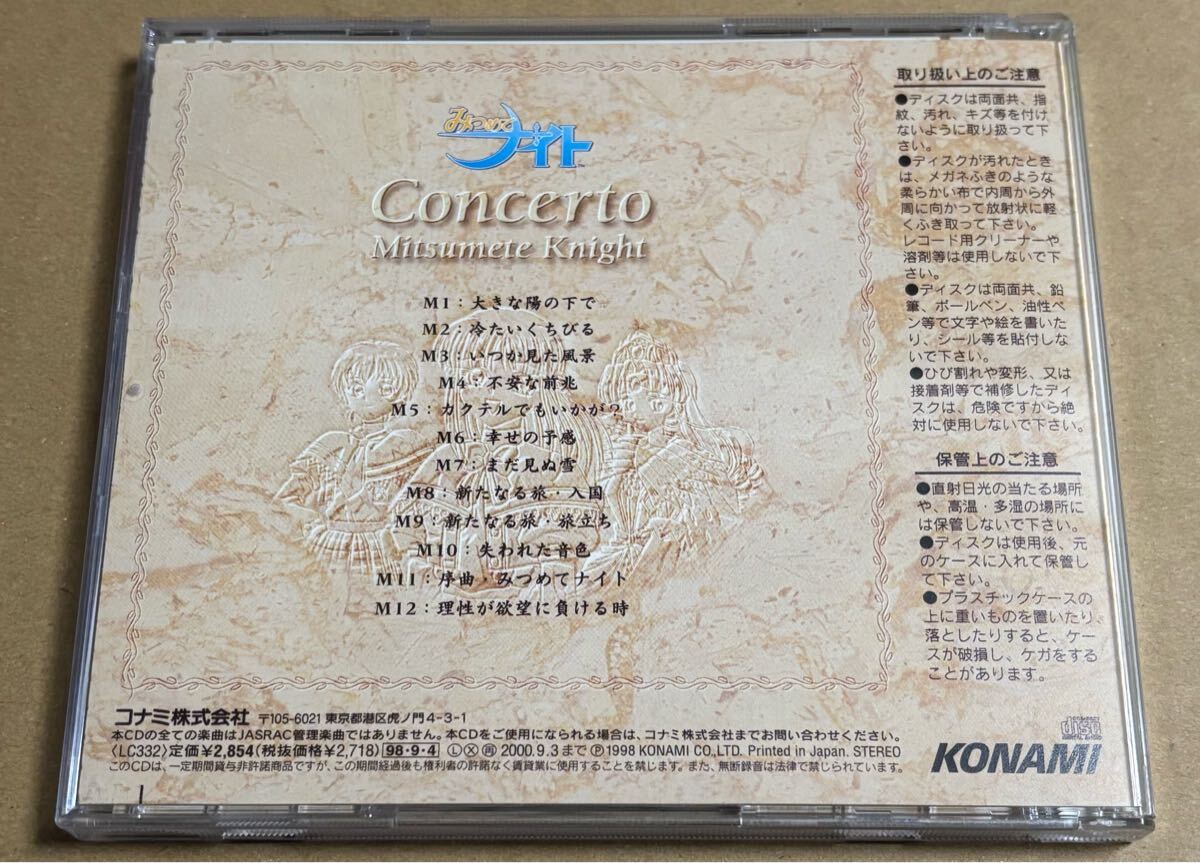 みつめて
ナイト
Concerto
Mitsumete Knight
M1:大きな陽の下で
M2:冷たいくちびる
M3:いつか見た風景
M4:不安な前兆
M5:カクテルでもいかが?
M6:幸せの予感
M7:まだ見ぬ雪
M8:新たなる旅・入国
M9:新たなる旅・旅立ち
M10:失われた音色
M11:序曲・みつめてナイト
M12:理性が欲望に負ける時
取り扱い上のご注意
●ディスクは両面共、指
紋、汚れ、キズ等を付け
ないように取り扱って下
さい。
●ディスクが汚れたとき
は、メガネふきのような
柔らかい布で内周から外
周に向かって放射状に軽
くふき取って下さい。
レコード用クリーナーや
溶剤等は使用しないで下
さい。
●ディスクは両面共、鉛
筆、ボールペン、油性ペ
ン等で文字や絵を書いた
り、シール等を貼付しな
いで下さい。
●ひび割れや変形、又は
接着剤等で補修したディ
スクは、危険ですから絶
対に使用しないで下さい。
保管上のご注意
●直射日光の当たる場所
や、高温・多湿の場所に
は保管しないで下さい。
●ディスクは使用後、元
のケースに入れて保管し
て下さい。
●プラスチックケースの
上に重いものを置いたり
落としたりすると、ケー
スが破損し、ケガをする
ことがあります。
コナミ株式会社 〒105-6021 東京都港区虎ノ門4-3-1
本CDの全ての楽曲はJASRAC管理楽曲ではありません。本CDをご使用になられる場合は、コナミ株式会社までお問い合わせください。
〈LC332〉定価¥2,854(税抜価格¥2,718) 98・9・4 Ⓛ Ⓧ 再 2000.9.3まで Ⓟ1998 KONAMI CO.,LTD. Printed in Japan. STEREO
このCDは、一定期間貸与非許諾商品ですが、この期間経過後も権利者の許諾なく賃貸業に使用することを禁じます。また、無断録音は法律で禁じられています。
COMPACT
disc
DIGITAL AUDIO
KONAMI